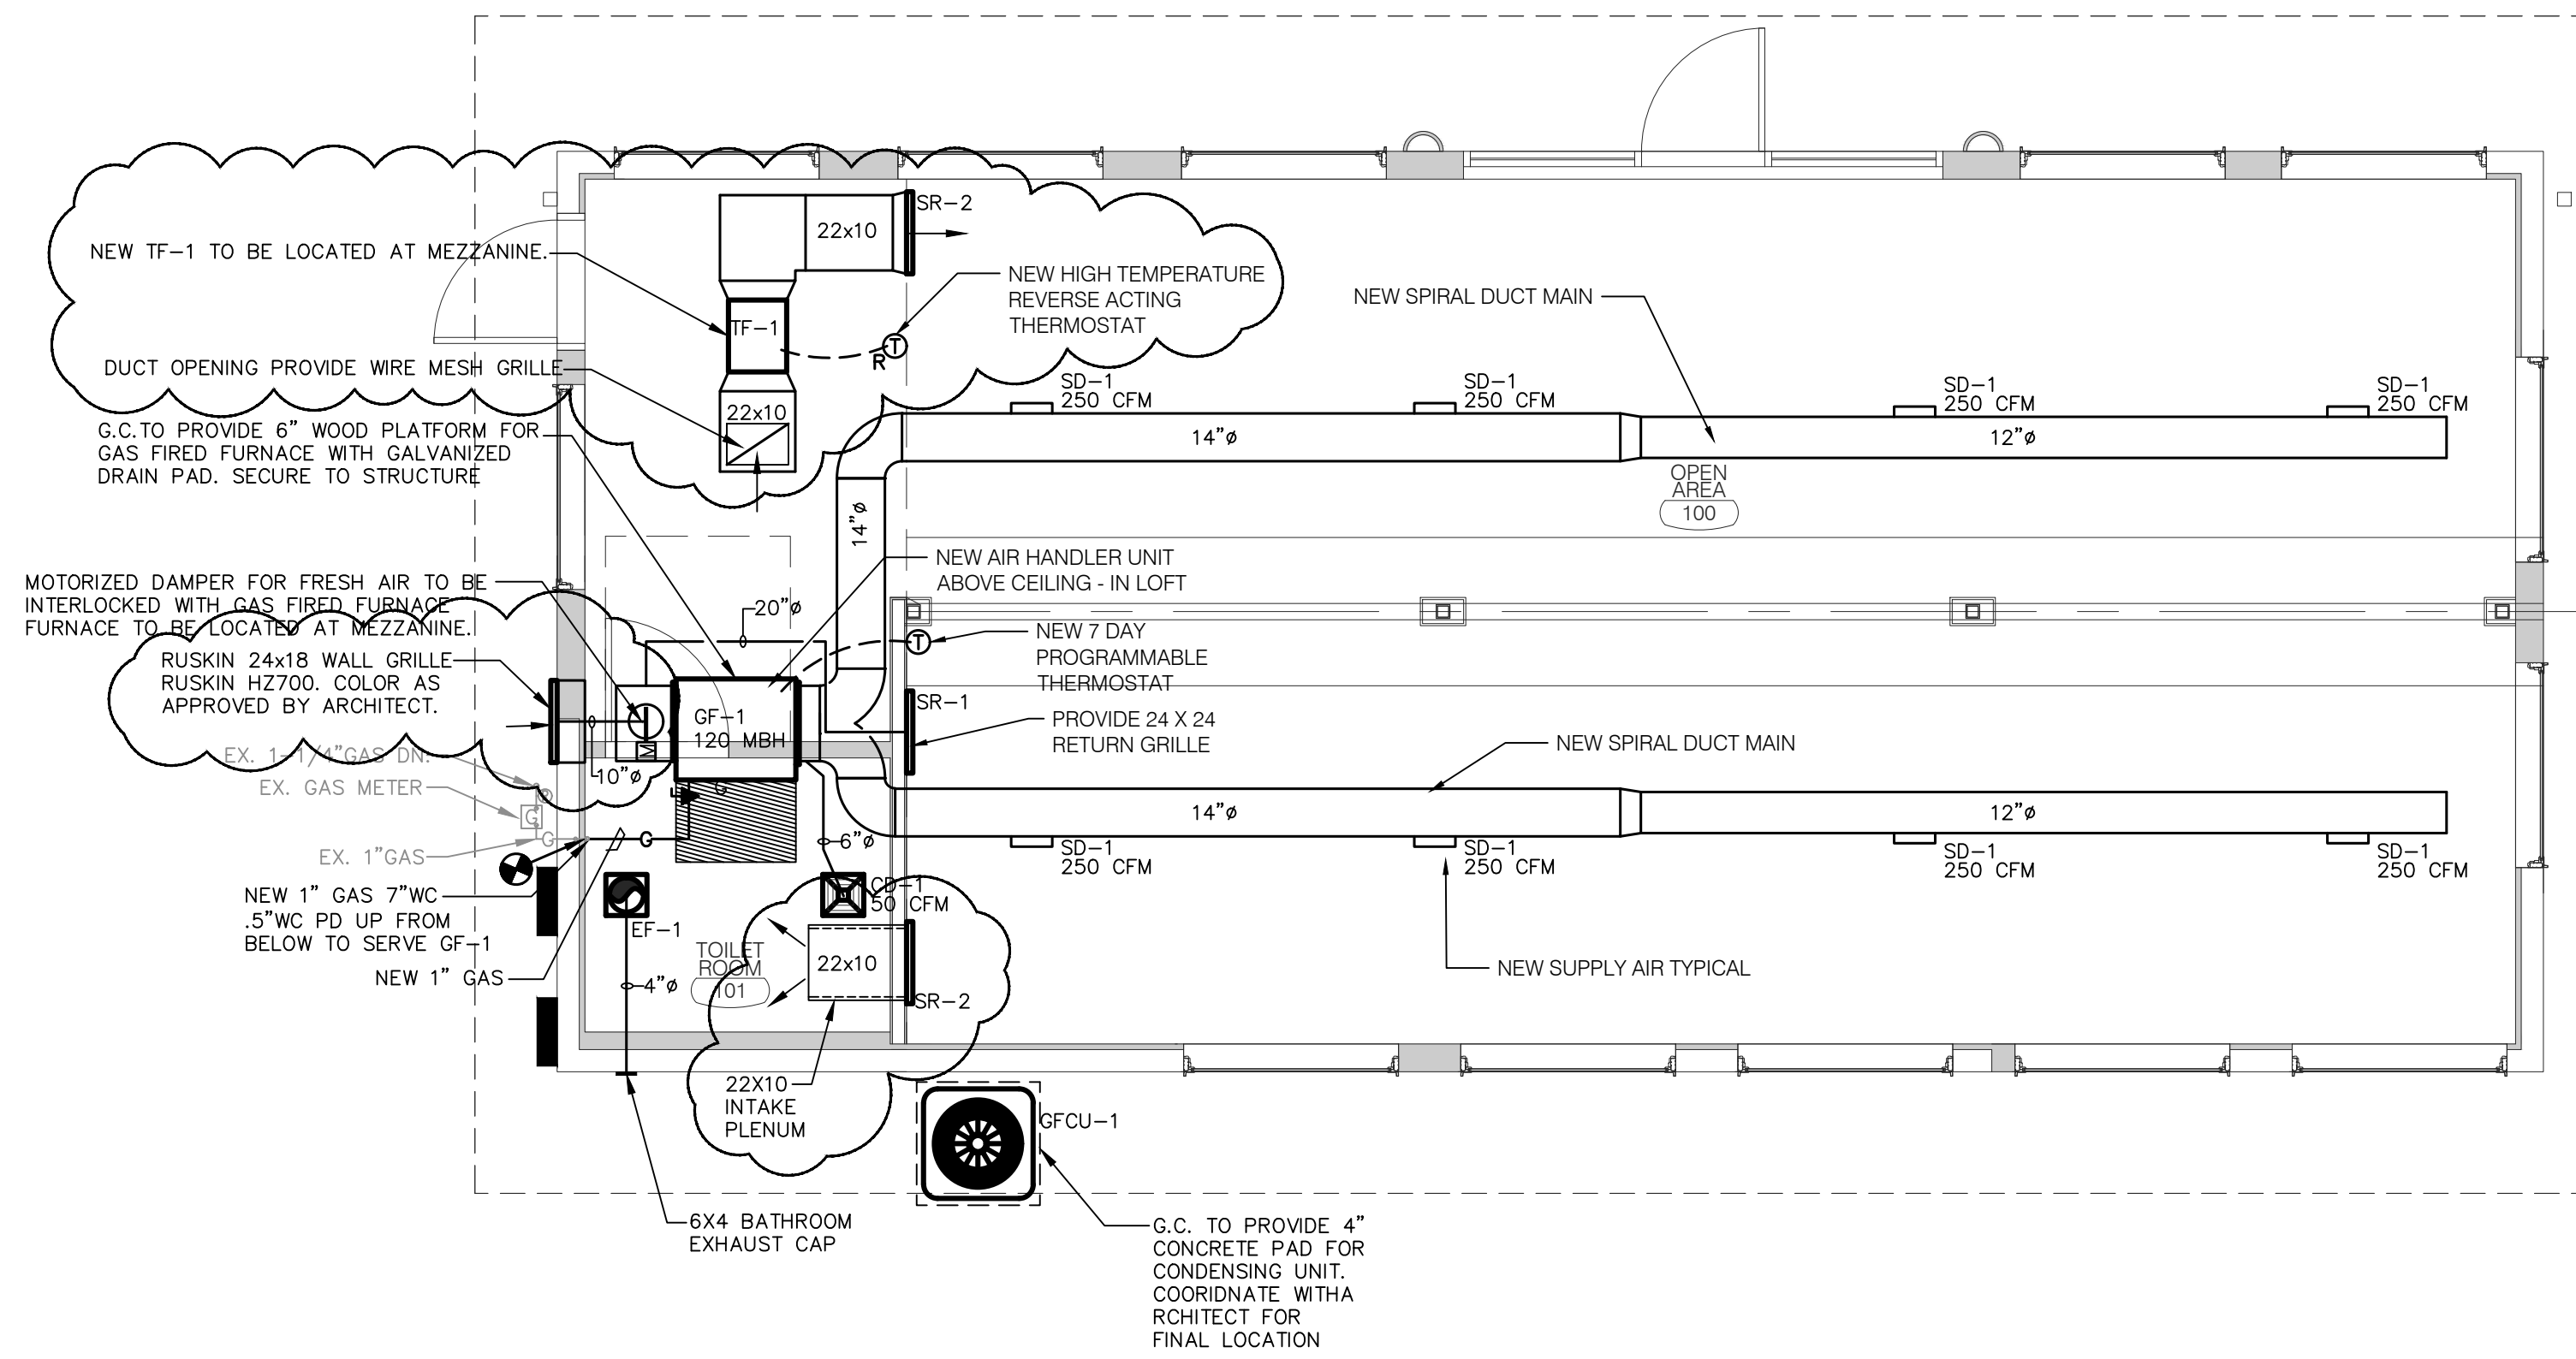 SR-2
22x10
NEW TF-1 TO BE LOCATED AT MEZZANINE.
NEW HIGH TEMPERATURE
REVERSE ACTING
THERMOSTAT
TF-1
T
R
DUCT OPENING PROVIDE WIRE MESH GRILLE
22x10
NEW SPIRAL DUCT MAIN
SD-1
250 CFM
SD-1
250 CFM
SD-1
250 CFM
SD-1
250 CFM
14"ø
12"ø
G.C.TO PROVIDE 6" WOOD PLATFORM FOR
GAS FIRED FURNACE WITH GALVANIZED
DRAIN PAD. SECURE TO STRUCTURE
OPEN
AREA
100
14"ø
NEW AIR HANDLER UNIT
ABOVE CEILING - IN LOFT
MOTORIZED DAMPER FOR FRESH AIR TO BE
INTERLOCKED WITH GAS FIRED FURNACE
FURNACE TO BE LOCATED AT MEZZANINE.
20"ø
T
NEW 7 DAY
PROGRAMMABLE
THERMOSTAT
RUSKIN 24x18 WALL GRILLE
RUSKIN HZ700. COLOR AS
APPROVED BY ARCHITECT.
SR-1
PROVIDE 24 X 24
RETURN GRILLE
GF-1
120 MBH
M
10"ø
NEW SPIRAL DUCT MAIN
EX. 1-1/4"GAS DN.
EX. GAS METER
G
G
EX. 1"GAS
G
G
6"ø
14"ø
12"ø
SD-1
250 CFM
SD-1
250 CFM
SD-1
250 CFM
SD-1
250 CFM
NEW 1" GAS 7"WC
.5"WC PD UP FROM
BELOW TO SERVE GF-1
NEW 1" GAS
CD-1
50 CFM
EF-1
4"ø
TOILET
ROOM
101
22x10
SR-2
NEW SUPPLY AIR TYPICAL
22X10
INTAKE
PLENUM
GFCU-1
6X4 BATHROOM
EXHAUST CAP
G.C. TO PROVIDE 4"
CONCRETE PAD FOR
CONDENSING UNIT.
COORIDNATE WITHA
RCHITECT FOR
FINAL LOCATION